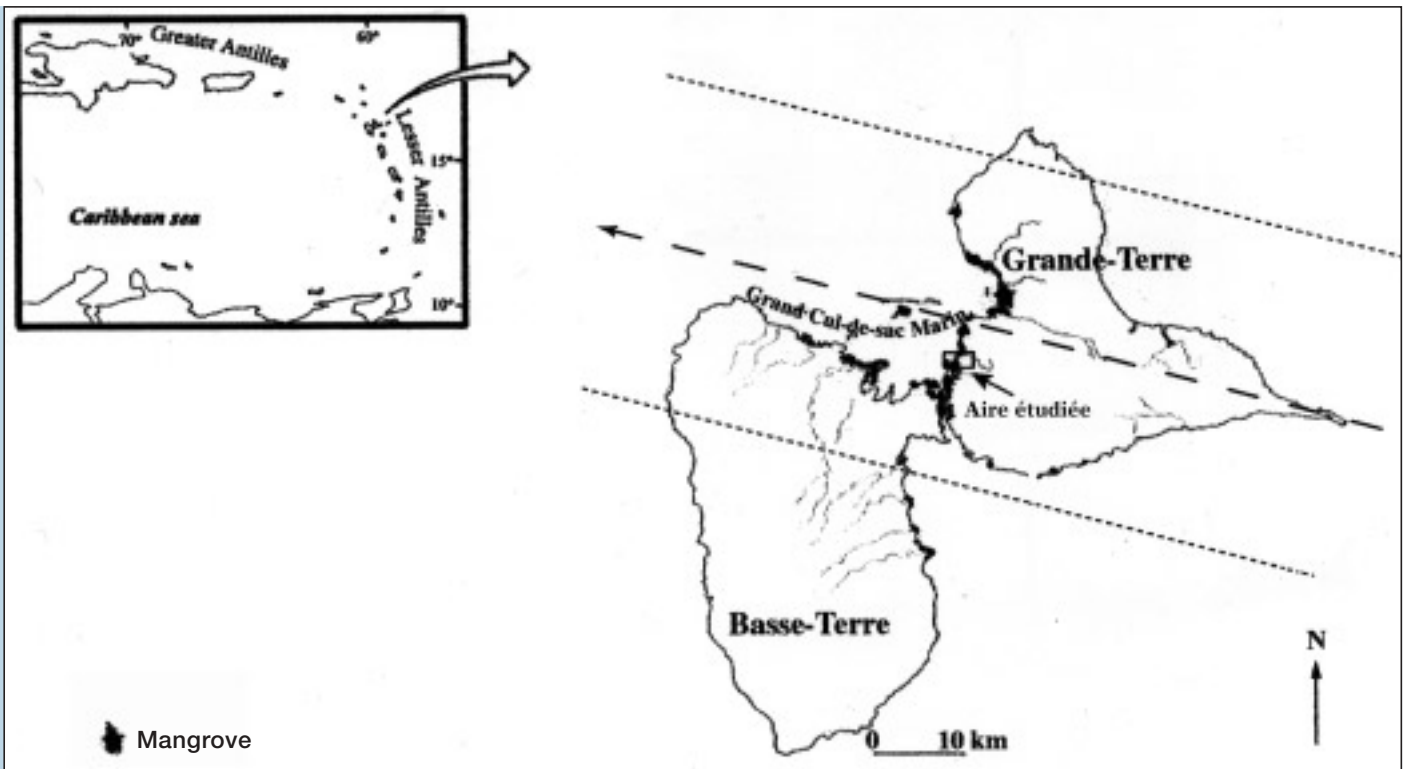 70°
60°
Greater Antilles
Lesser Antilles
15°
Caribbean sea
10°
Grande-Terre
Grand Cul-de-sac Marin
Aire étudiée
Basse-Terre
N
0 10 km
Mangrove